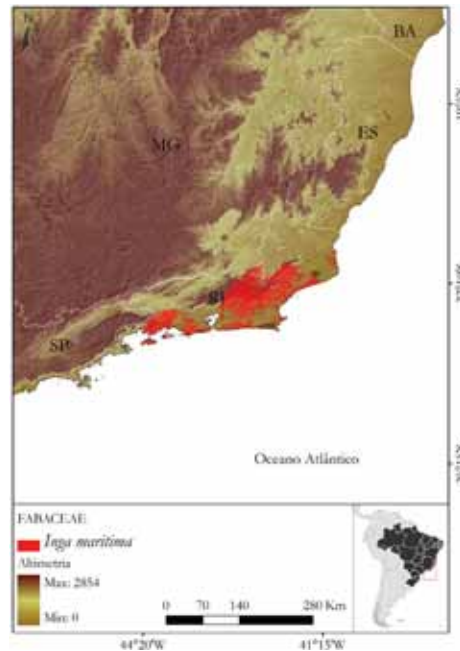 N
BA
ES
MG
RJ
SP
Oceano Atlântico
FABACEAE
Inga maritima
Altimetria
Max: 2854
Min: 0
0 70 140 280 Km
44°20'W 41°15'W